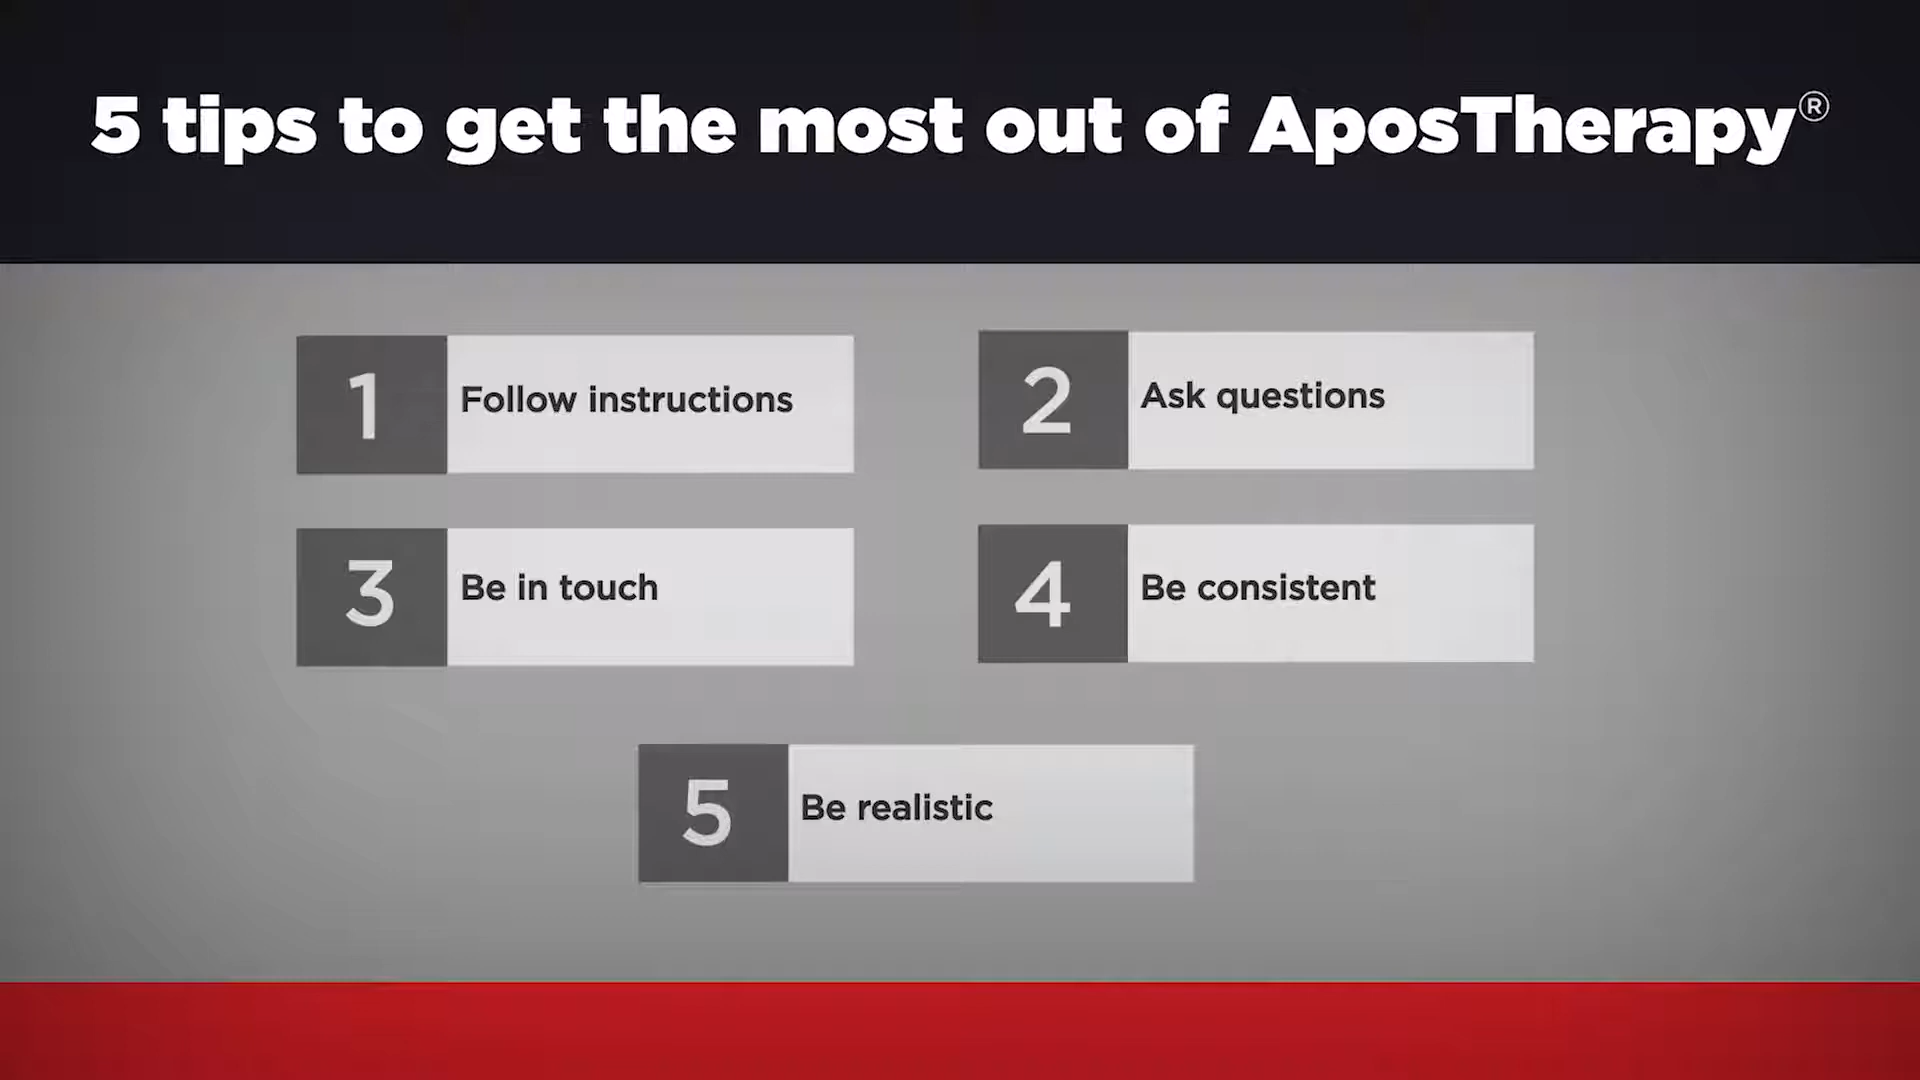 5 tips to get the most out of AposTherapy®
1 Follow instructions
2 Ask questions
3 Be in touch
4 Be consistent
5 Be realistic